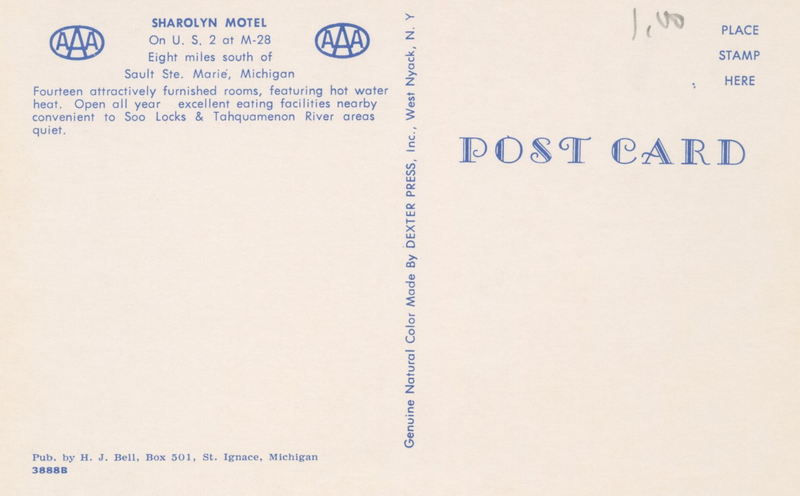 AAA
SHAROLYN MOTEL
AAA
On U. S. 2 at M-28
Eight miles south of
Sault Ste. Marie, Michigan
Fourteen attractively furnished rooms, featuring hot water
heat. Open all year excellent eating facilities nearby
convenient to Soo Locks & Tahquamenon River areas
quiet.
Pub. by H. J. Bell, Box 501, St. Ignace, Michigan
3888B
Genuine Natural Color Made By DEXTER PRESS, Inc., West Nyack, N. Y
1.00
PLACE
STAMP
HERE
POST CARD